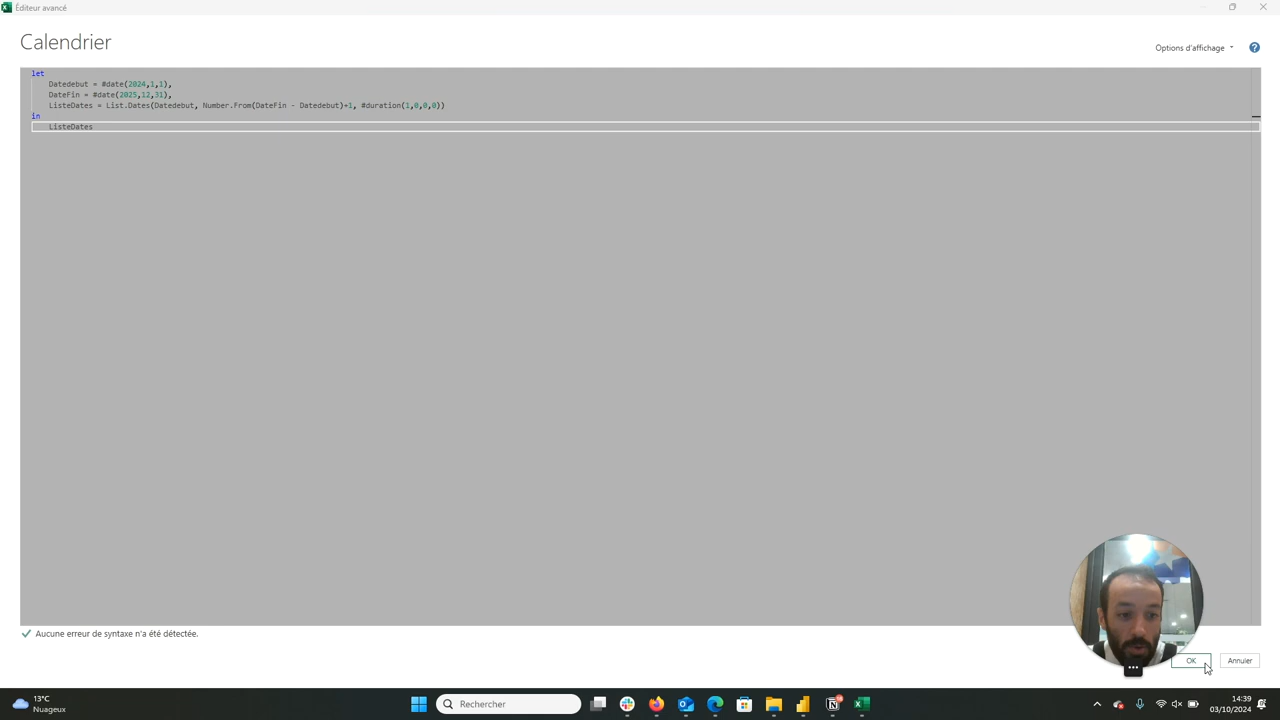 Éditeur avancé
Calendrier
Options d'affichage
?
let
Datedebut = #date(2024,1,1),
DateFin = #date(2025,12,31),
ListeDates = List.Dates(Datedebut, Number.From(DateFin - Datedebut)+1, #duration(1,0,0,0))
in
ListeDates
Aucune erreur de syntaxe n'a été détectée.
OK
Annuler
13°C
Nuageux
Rechercher
14:39
03/10/2024